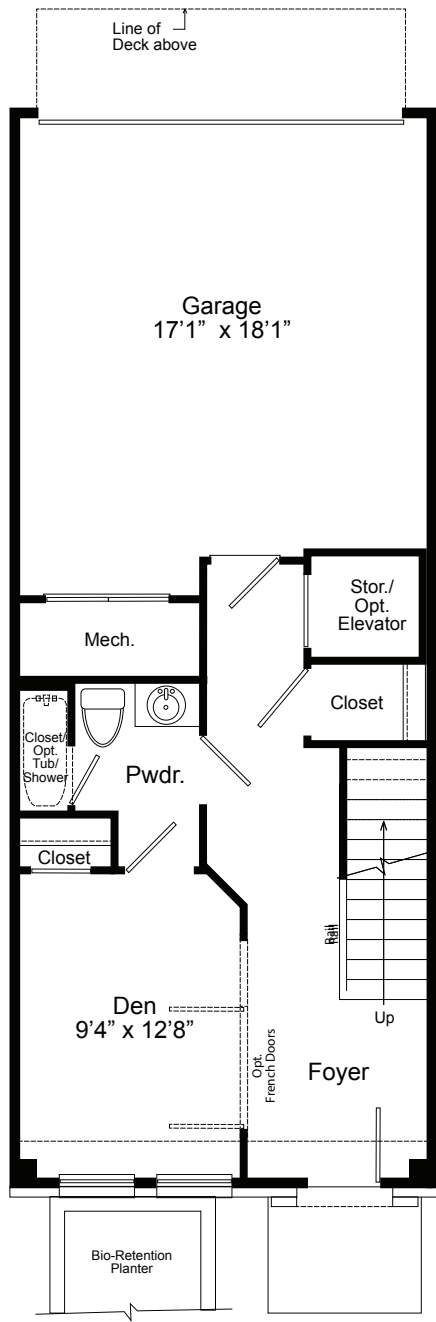 Line of
Deck above
Garage
17'1" x 18'1"
Stor./
Opt.
Elevator
Mech.
Closet
Closet/
Opt.
Tub/
Shower
Pwdr.
Closet
Rail
Rail
Den
9'4" x 12'8"
Up
Opt.
French Doors
Foyer
Bio-Retention
Planter